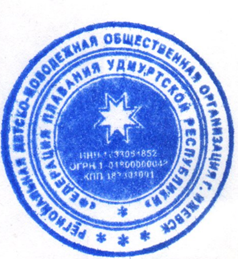 РЕГИОНАЛЬНАЯ ДЕТСКО-МОЛОДЕЖНАЯ ОБЩЕСТВЕННАЯ ОРГАНИЗАЦИЯ Г. ИЖЕВСК
«ФЕДЕРАЦИЯ ПЛАВАНИЯ УДМУРТСКОЙ РЕСПУБЛИКИ»
ИНН
ОГРН
КПП